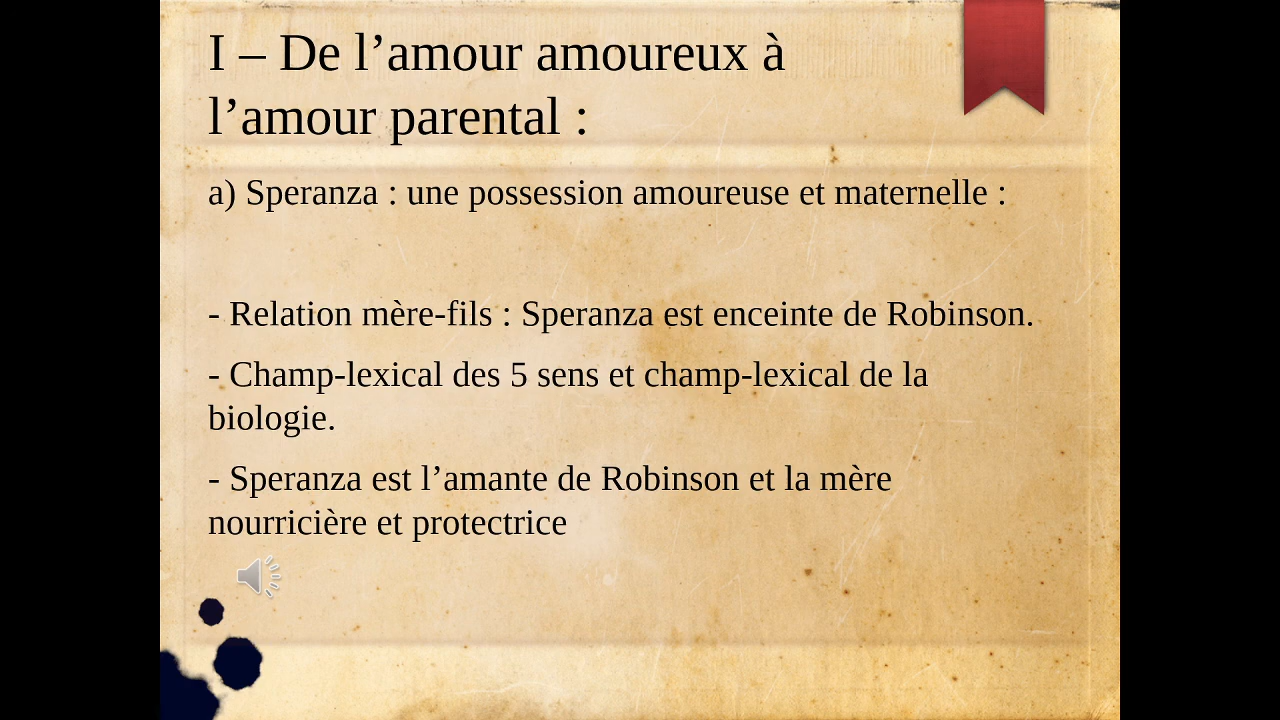 I – De l’amour amoureux à
l’amour parental :
a) Speranza : une possession amoureuse et maternelle :
- Relation mère-fils : Speranza est enceinte de Robinson.
- Champ-lexical des 5 sens et champ-lexical de la
biologie.
- Speranza est l’amante de Robinson et la mère
nourricière et protectrice